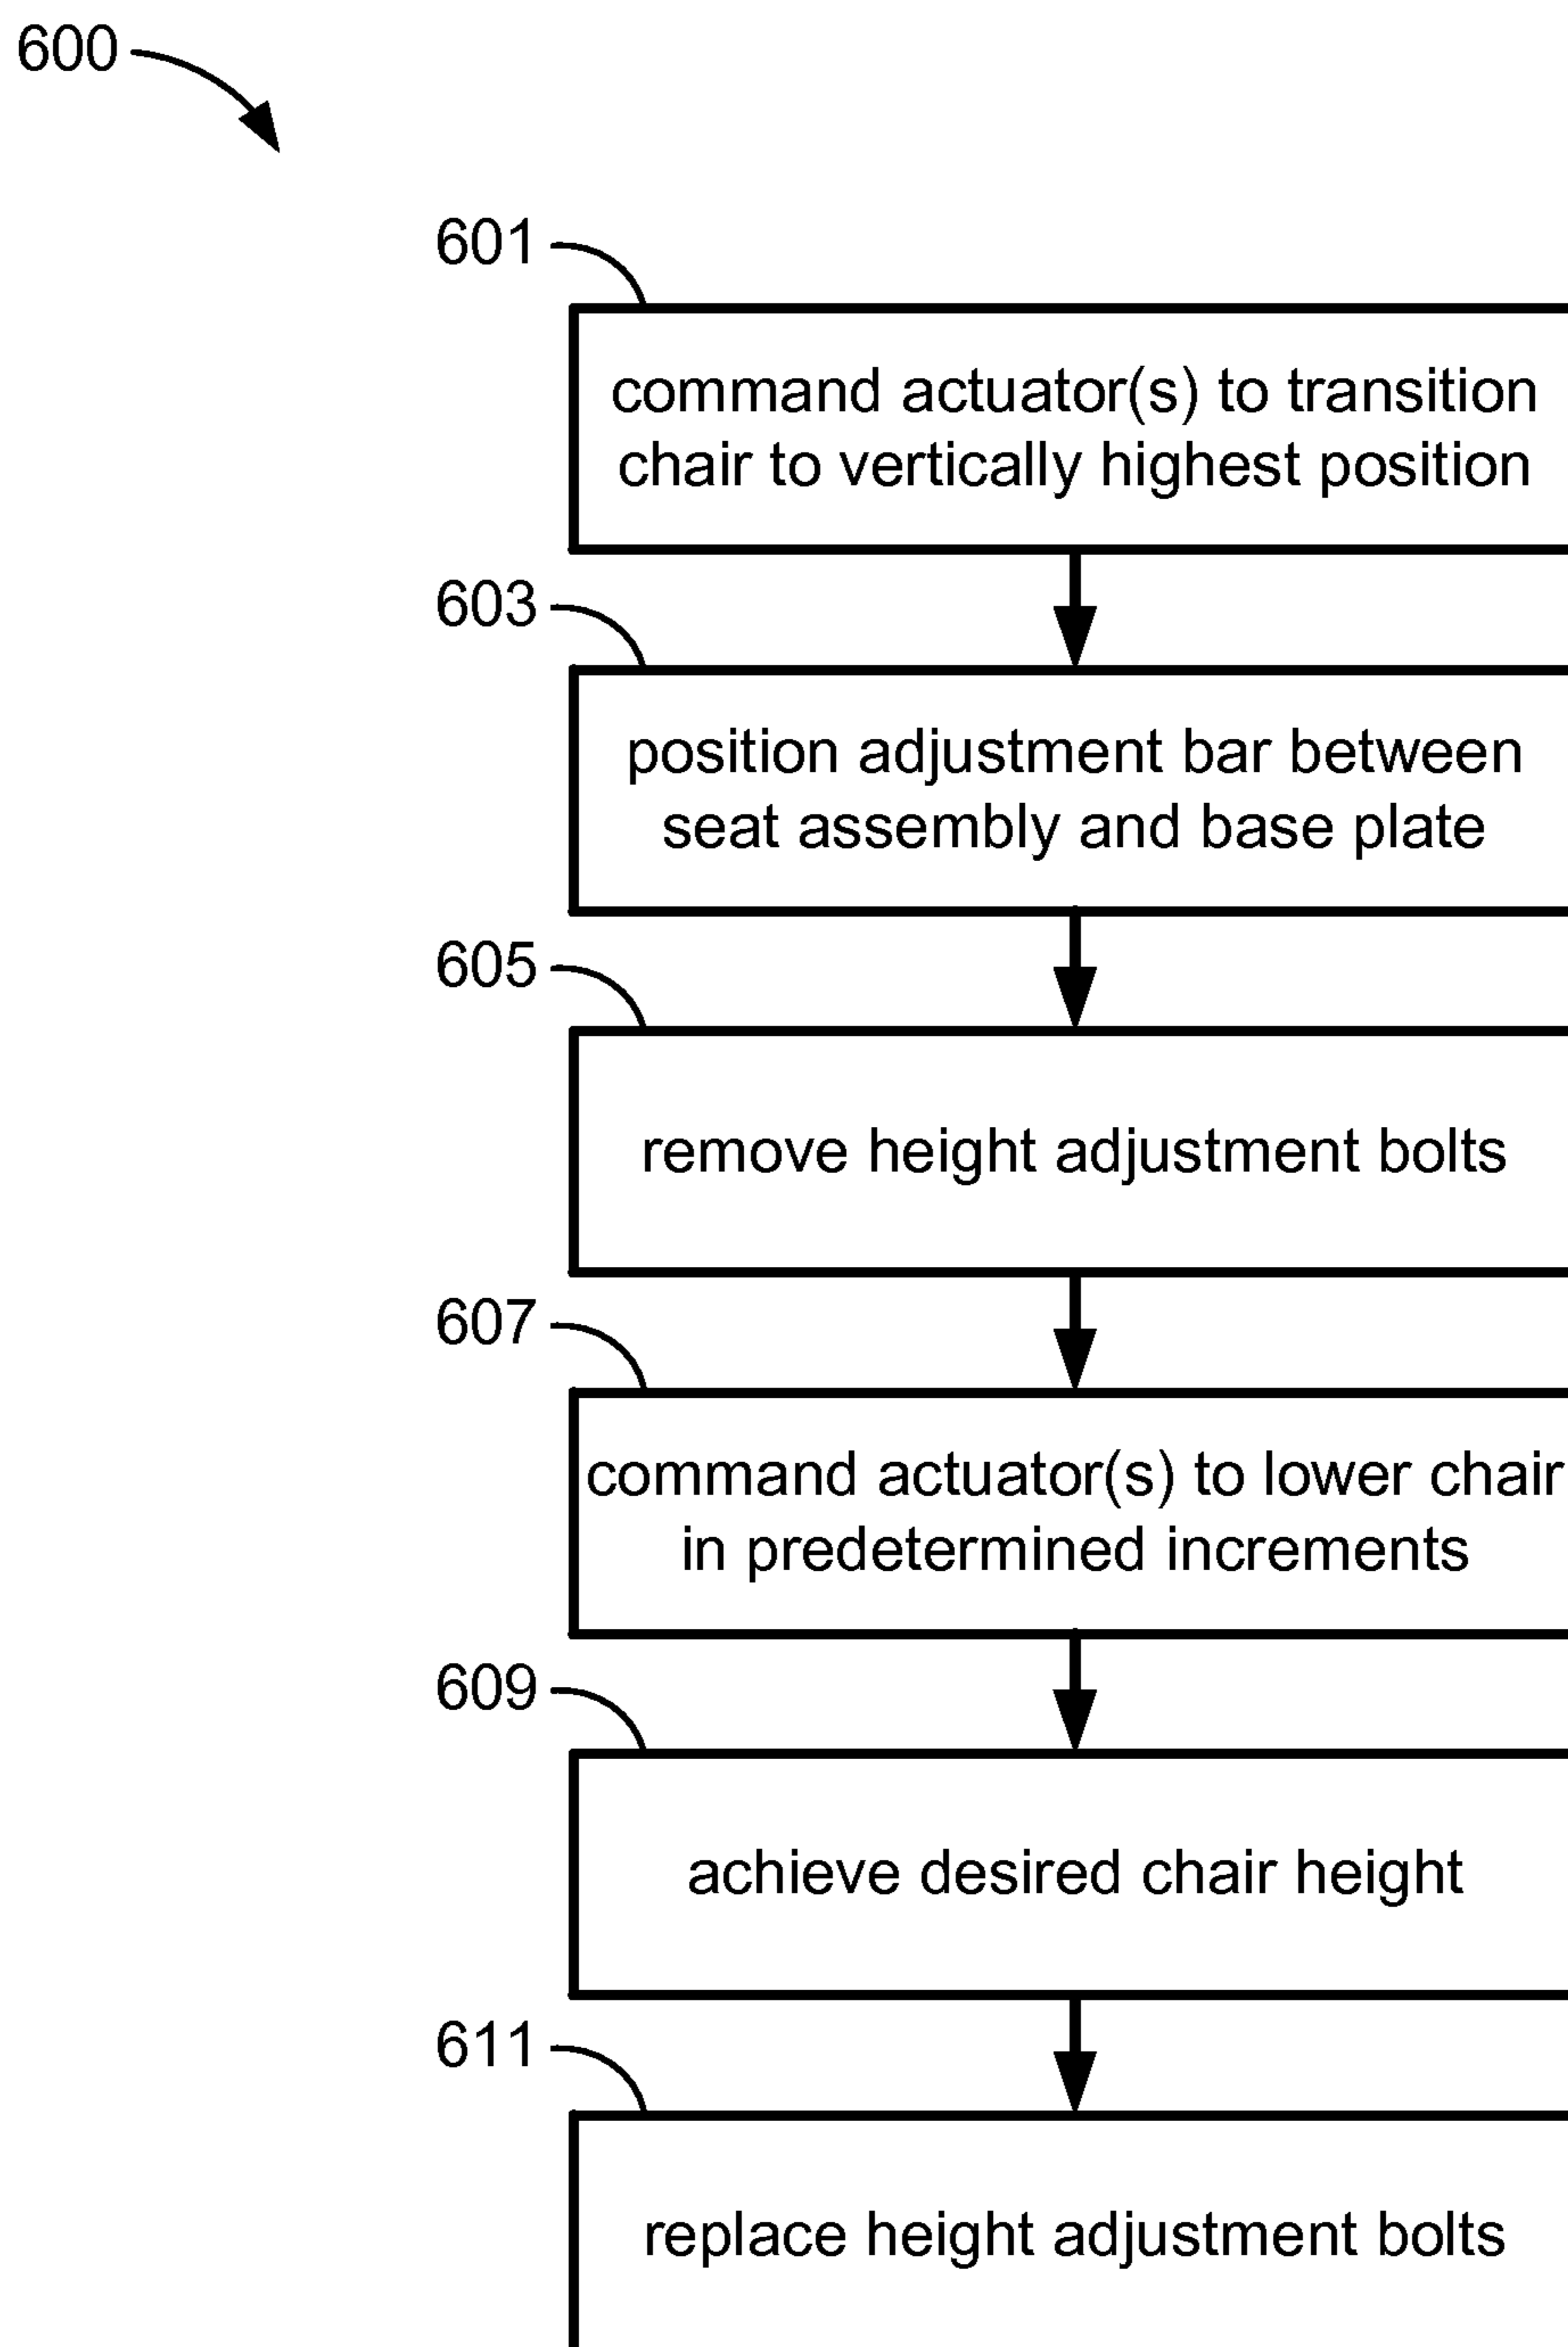 600
601
command actuator(s) to transition
chair to vertically highest position
603
position adjustment bar between
seat assembly and base plate
605
remove height adjustment bolts
607
command actuator(s) to lower chair
in predetermined increments
609
achieve desired chair height
611
replace height adjustment bolts